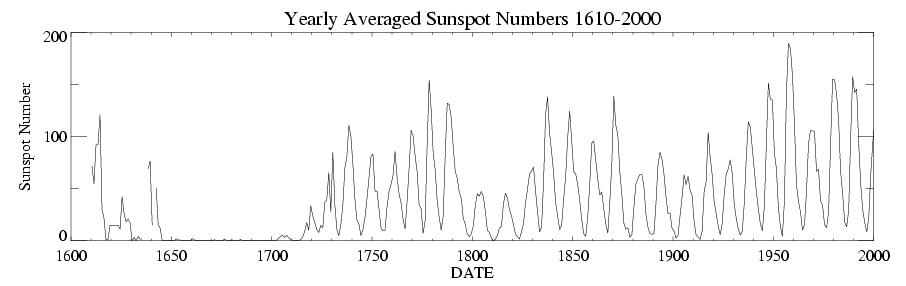 Yearly Averaged Sunspot Numbers 1610-2000
200
100
0
Sunspot Number
1600 1650 1700 1750 1800 1850 1900 1950 2000
DATE